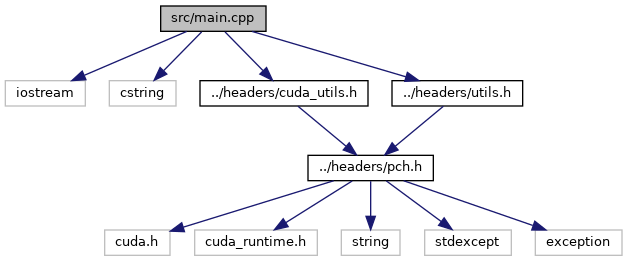 src/main.cpp
iostream
cstring
../headers/cuda_utils.h
../headers/utils.h
../headers/pch.h
cuda.h
cuda_runtime.h
string
stdexcept
exception